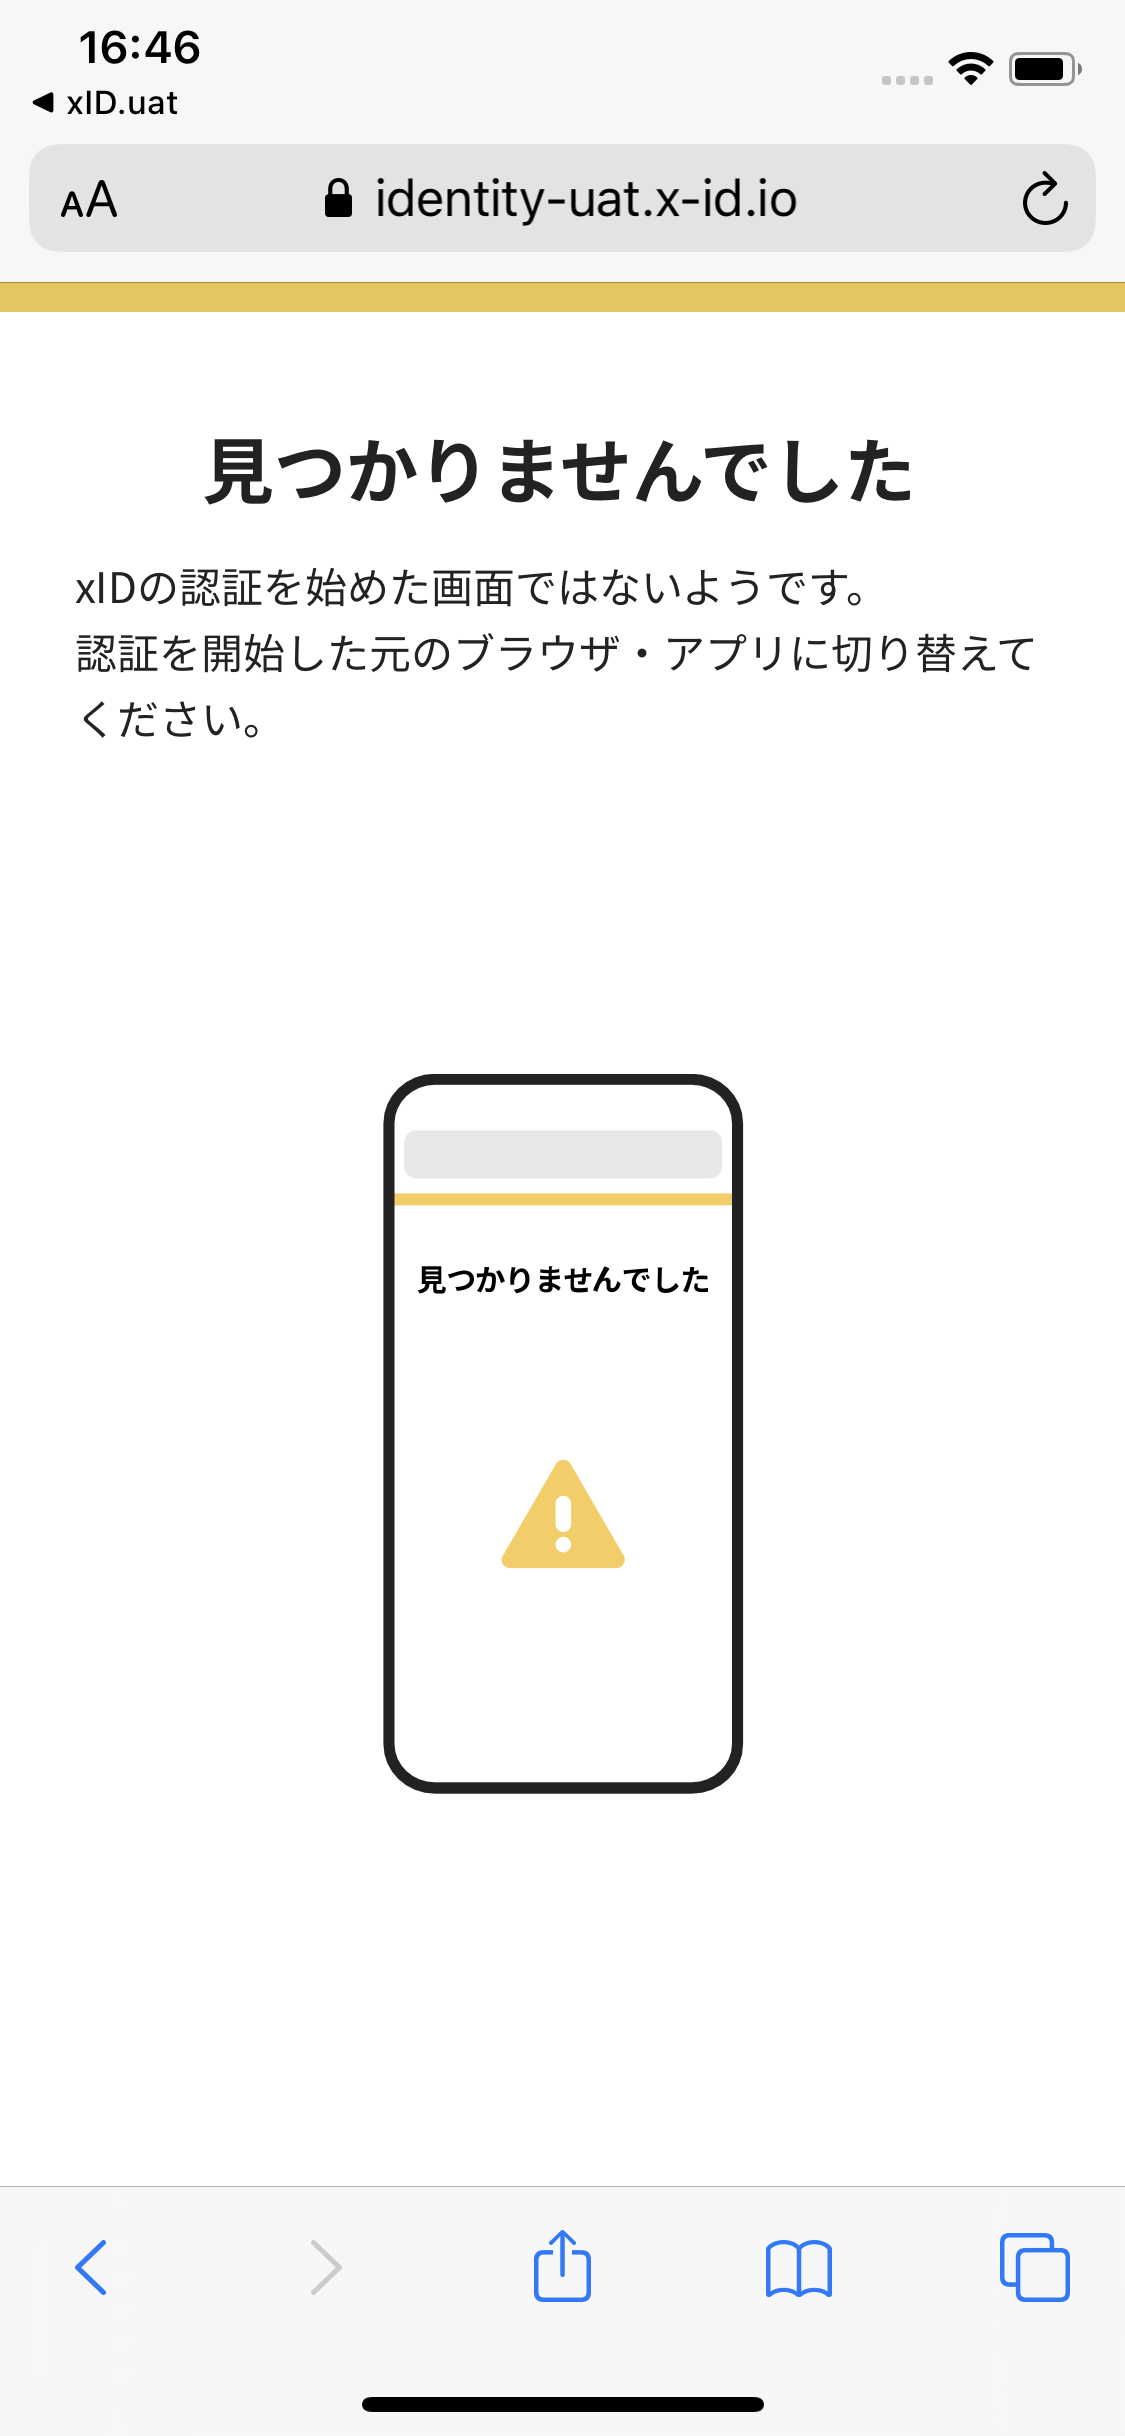 16:46
xID.uat
AA
identity-uat.x-id.io
見つかりませんでした
xIDの認証を始めた画面ではないようです。
認証を開始した元のブラウザ・アプリに切り替えて
ください。
見つかりませんでした